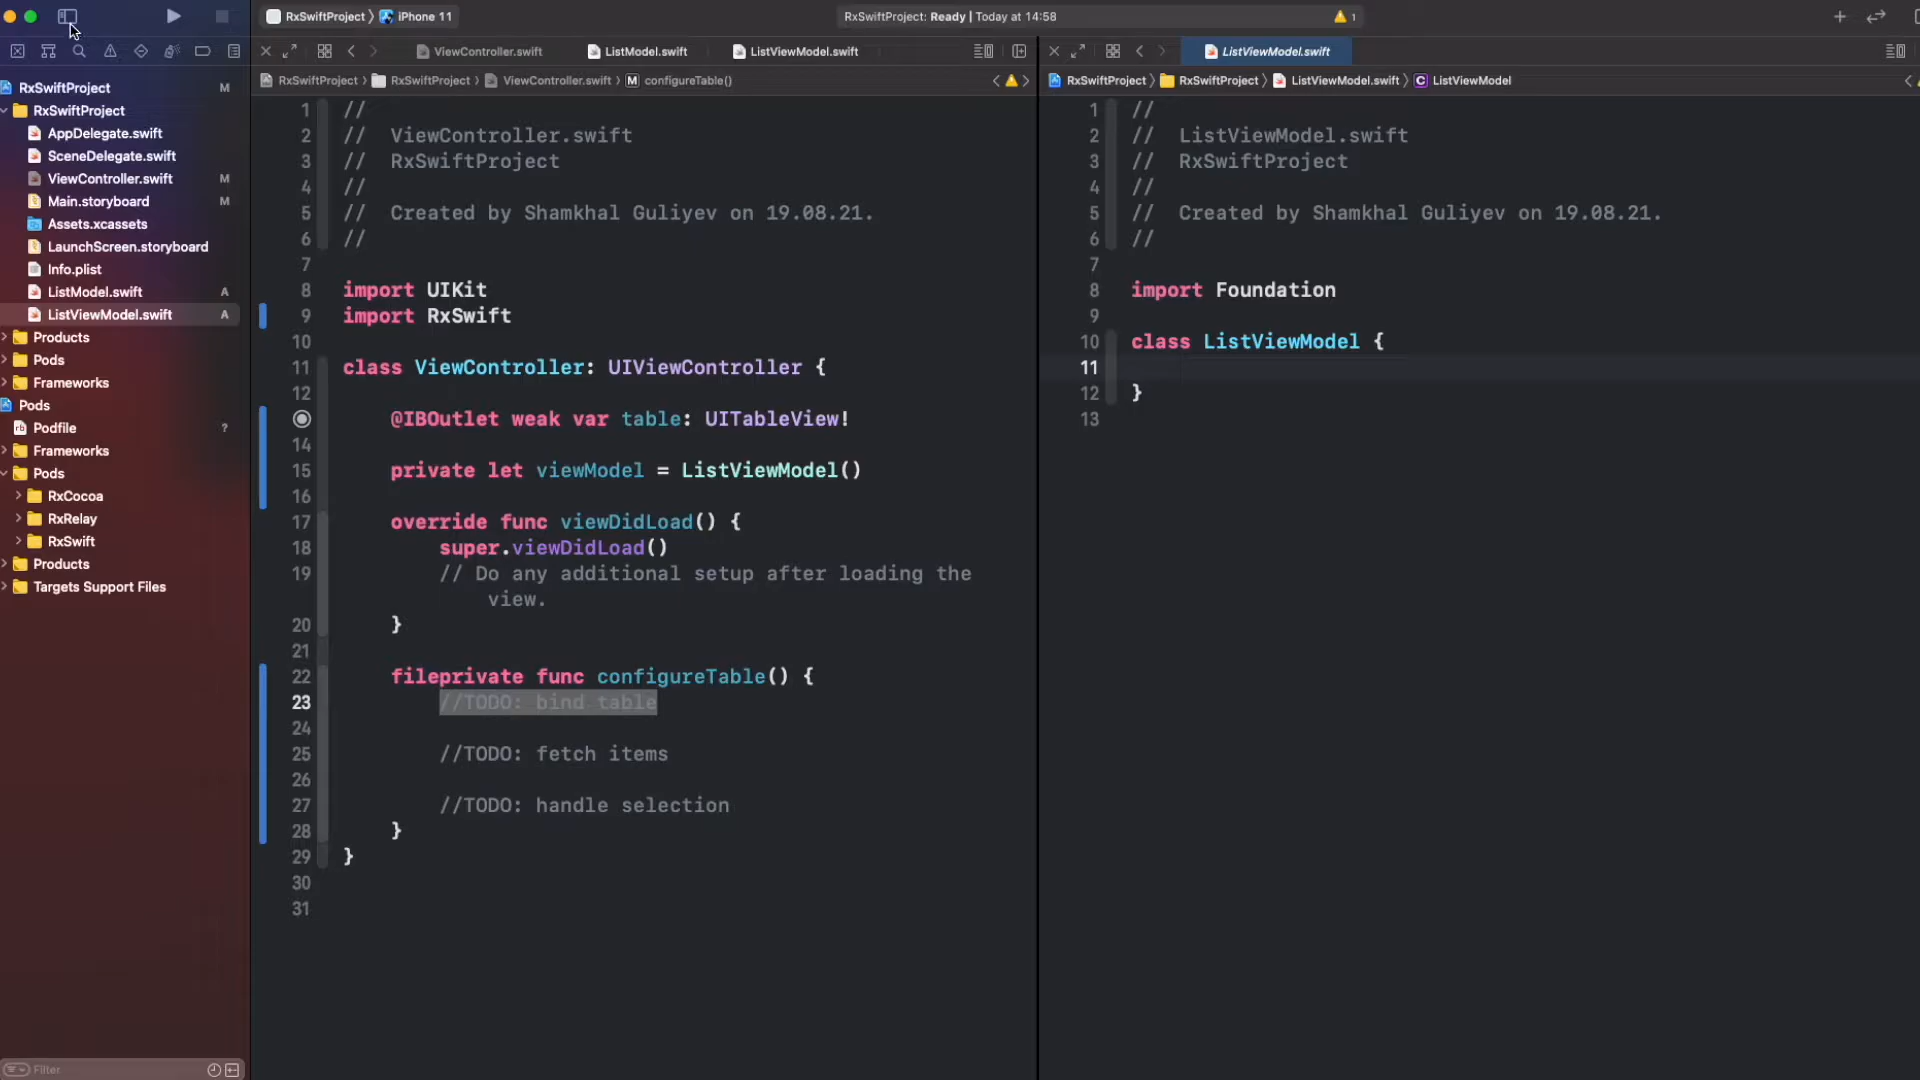 RxSwiftProject
iPhone 11
RxSwiftProject: Ready | Today at 14:58
1
ViewController.swift
ListModel.swift
ListViewModel.swift
ListViewModel.swift
RxSwiftProject
RxSwiftProject
ViewController.swift
M
configureTable()
RxSwiftProject
RxSwiftProject
ListViewModel.swift
C
ListViewModel
RxSwiftProject M
RxSwiftProject
AppDelegate.swift
SceneDelegate.swift
ViewController.swift M
Main.storyboard M
Assets.xcassets
LaunchScreen.storyboard
Info.plist
ListModel.swift A
ListViewModel.swift A
Products
Pods
Frameworks
Pods
rb Podfile ?
Frameworks
Pods
RxCocoa
RxRelay
RxSwift
Products
Targets Support Files
Filter
1 //
2 //  ViewController.swift
3 //  RxSwiftProject
4 //
5 //  Created by Shamkhal Guliyev on 19.08.21.
6 //
7
8 import UIKit
9 import RxSwift
10
11 class ViewController: UIViewController {
12
@IBOutlet weak var table: UITableView!
14
15 private let viewModel = ListViewModel()
16
17 override func viewDidLoad() {
18 super.viewDidLoad()
19 // Do any additional setup after loading the
view.
20 }
21
22 fileprivate func configureTable() {
23 //TODO: bind table
24
25 //TODO: fetch items
26
27 //TODO: handle selection
28 }
29 }
30
31
1 //
2 //  ListViewModel.swift
3 //  RxSwiftProject
4 //
5 //  Created by Shamkhal Guliyev on 19.08.21.
6 //
7
8 import Foundation
9
10 class ListViewModel {
11
12 }
13